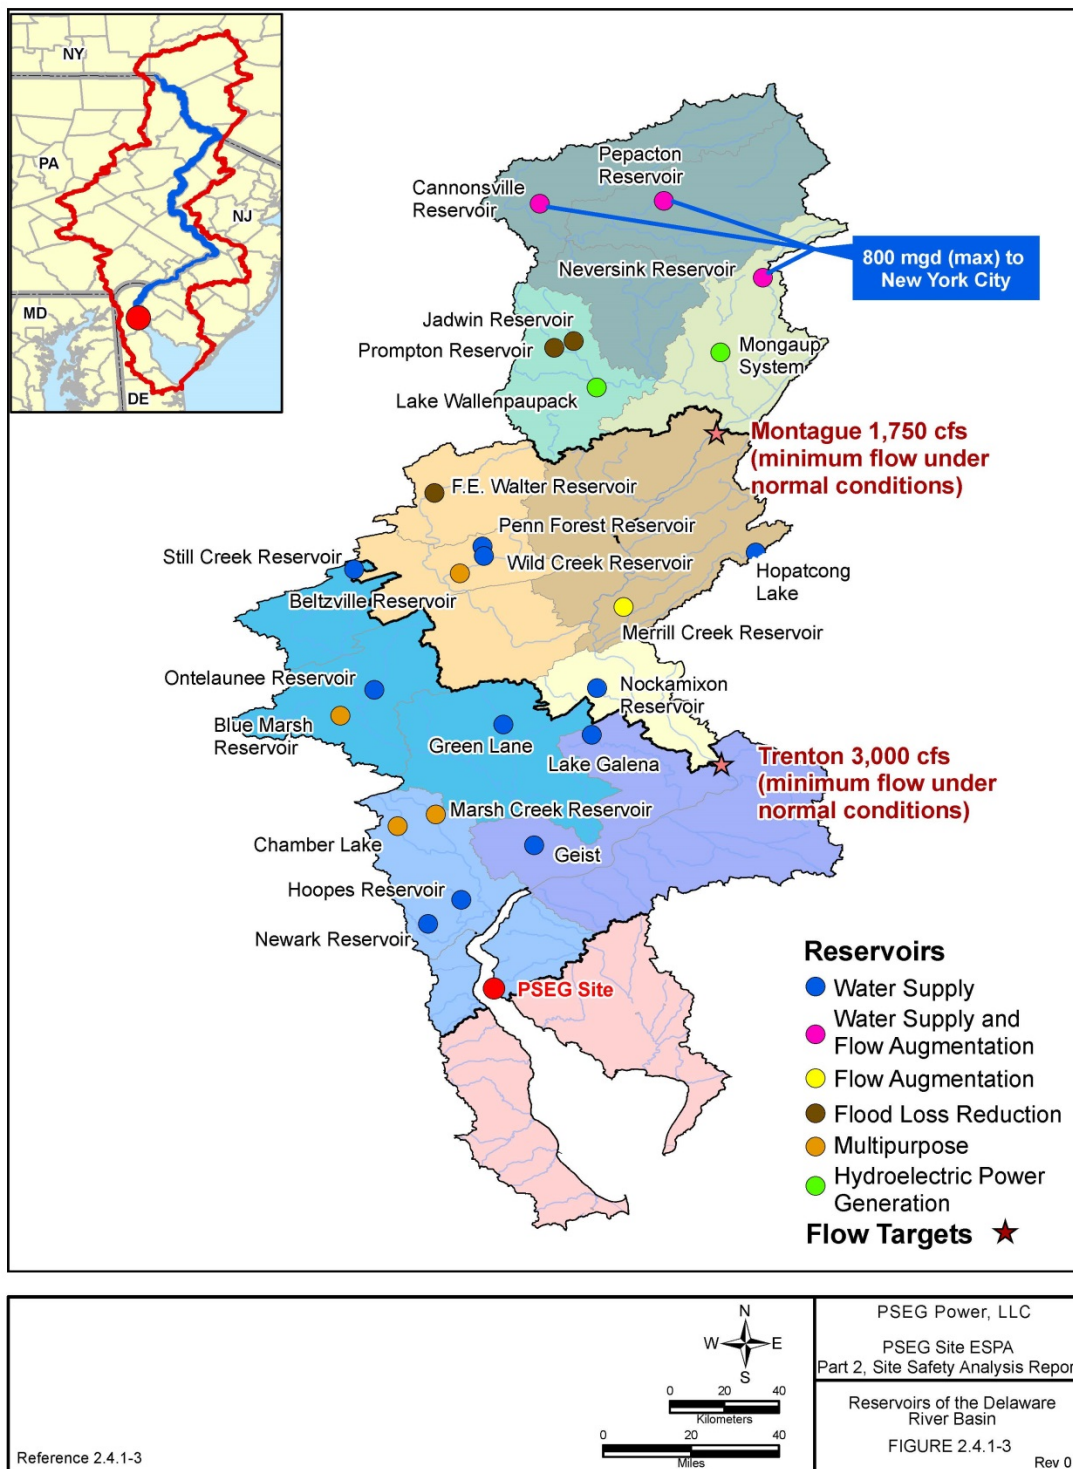 NY
PA
NJ
MD
DE
Pepacton
Reservoir
Cannonsville
Reservoir
800 mgd (max) to
New York City
Neversink Reservoir
Jadwin Reservoir
Prompton Reservoir
Mongaup
System
Lake Wallenpaupack
Montague 1,750 cfs
(minimum flow under
normal conditions)
F.E. Walter Reservoir
Penn Forest Reservoir
Still Creek Reservoir
Wild Creek Reservoir
Hopatcong
Lake
Beltzville Reservoir
Merrill Creek Reservoir
Ontelaunee Reservoir
Nockamixon
Reservoir
Blue Marsh
Reservoir
Green Lane
Lake Galena
Trenton 3,000 cfs
(minimum flow under
normal conditions)
Marsh Creek Reservoir
Chamber Lake
Geist
Hoopes Reservoir
Newark Reservoir
PSEG Site
Reservoirs
Water Supply
Water Supply and
Flow Augmentation
Flow Augmentation
Flood Loss Reduction
Multipurpose
Hydroelectric Power
Generation
Flow Targets
N
W E
S
0 20 40
Kilometers
0 20 40
Miles
Reference 2.4.1-3
PSEG Power, LLC
PSEG Site ESPA
Part 2, Site Safety Analysis Repor
Reservoirs of the Delaware
River Basin
FIGURE 2.4.1-3
Rev 0